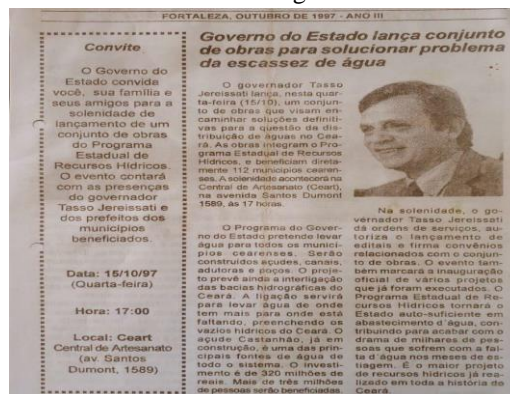 FORTALEZA, OUTUBRO DE 1997 - ANO III
Convite
O Governo do
Estado convida
você, sua família e
seus amigos para a
solenidade de
lançamento de um
conjunto de obras
do Programa
Estadual de
Recursos Hídricos.
O evento contará
com as presenças
do governador
Tasso Jereissati e
dos prefeitos dos
municípios
beneficiados.
Data: 15/10/97
(Quarta-feira)
Hora: 17:00
Local: Ceart
Central de Artesanato
(av. Santos
Dumont, 1589)
Governo do Estado lança conjunto
de obras para solucionar problema
da escassez de água
O governador Tasso
Jereissati lança, nesta quar-
ta-feira (15/10), um conjun-
to de obras que visam en-
caminhar soluções definiti-
vas para a questão da dis-
tribuição de águas no Cea-
rá. As obras integram o Pro-
grama Estadual de Recursos
Hídricos, e beneficiam direta-
mente 112 municípios cearen-
ses. A solenidade acontecerá na
Central de Artesanato (Ceart),
na avenida Santos Dumont
1589, às 17 horas.
O Programa do Gover-
no do Estado pretende levar
água para todos os municí-
pios cearenses. Serão
construídos açudes, canais,
adutoras e poços. O proje-
to prevê ainda a interligação
das bacias hidrográficas do
Ceará. A ligação servirá
para levar água de onde
tem mais para onde está
faltando, preenchendo os
vazios hídricos do Ceará. O
açude Castanhão, já em
construção, é uma das prin-
cipais fontes de água de
todo o sistema. O investi-
mento é de 320 milhões de
reais. Mais de três milhões
de pessoas serão beneficiadas.
Na solenidade, o go-
vernador Tasso Jereissati
dá ordens de serviços, au-
toriza o lançamento de
editais e firma convênios
relacionados com o conjun-
to de obras. O evento tam-
bém marcará a inauguração
oficial de vários projetos
que já foram executados. O
Programa Estadual de Re-
cursos Hídricos tornará o
Estado auto-suficiente em
abastecimento d'água, con-
tribuindo para acabar com o
drama de milhares de pes-
soas que sofrem com a fal-
ta d'água nos meses de es-
tiagem. É o maior projeto
de recursos hídricos já rea-
lizado em toda a história do
Ceará.